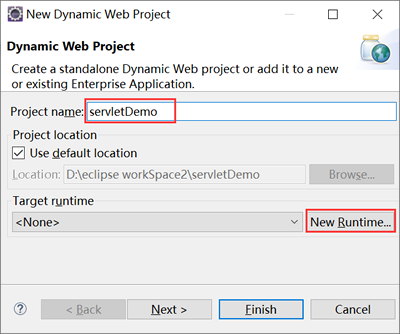 New Dynamic Web Project
Dynamic Web Project
Create a standalone Dynamic Web project or add it to a new
or existing Enterprise Application.
Project name: servletDemo
Project location
Use default location
Location: D:\eclipse workSpace2\servletDemo Browse...
Target runtime
<None> New Runtime...
? < Back Next > Finish Cancel